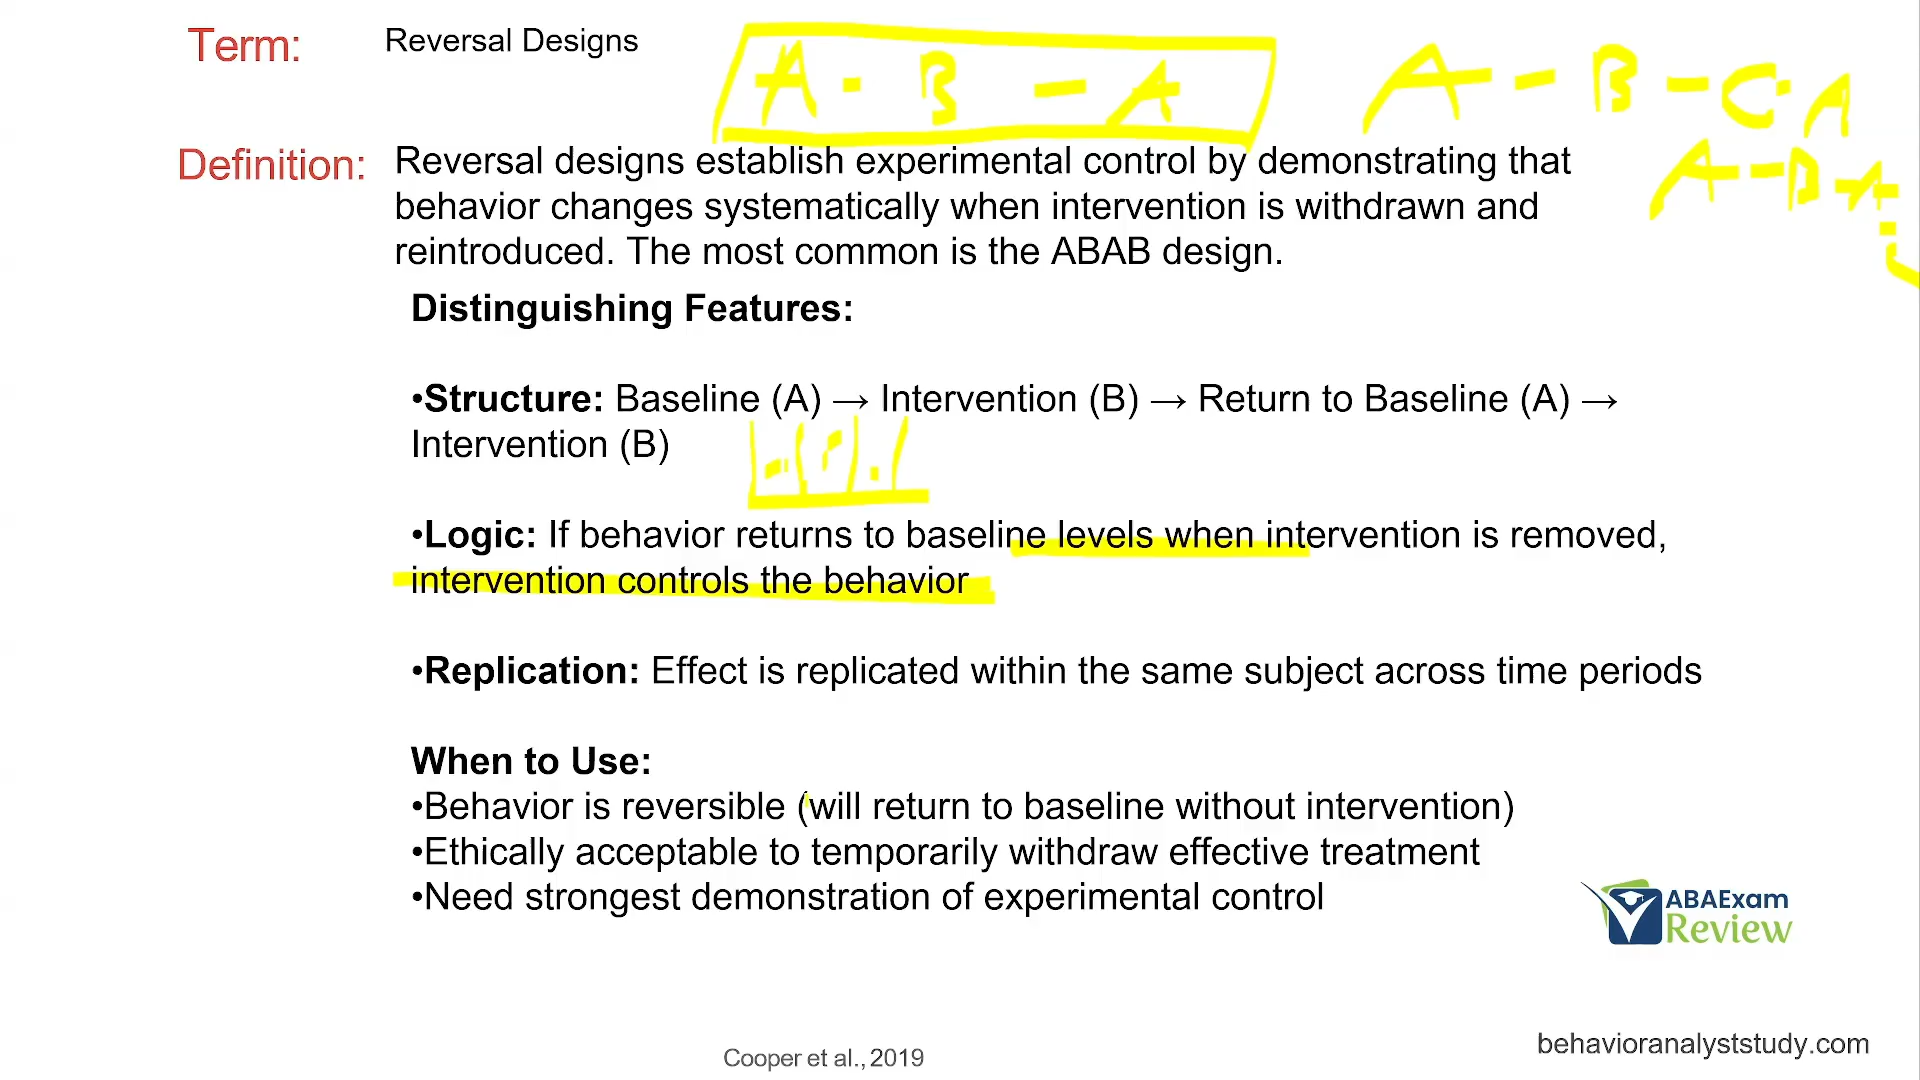 Term: Reversal Designs
A - B - A
A - B - C - A
A - B A -
Definition: Reversal designs establish experimental control by demonstrating that
behavior changes systematically when intervention is withdrawn and
reintroduced. The most common is the ABAB design.
Distinguishing Features:
•Structure: Baseline (A) → Intervention (B) → Return to Baseline (A) →
Intervention (B)
•Logic: If behavior returns to baseline levels when intervention is removed,
intervention controls the behavior
•Replication: Effect is replicated within the same subject across time periods
When to Use:
•Behavior is reversible (will return to baseline without intervention)
•Ethically acceptable to temporarily withdraw effective treatment
•Need strongest demonstration of experimental control
ABAExam
Review
Cooper et al., 2019
behavioranalyststudy.com